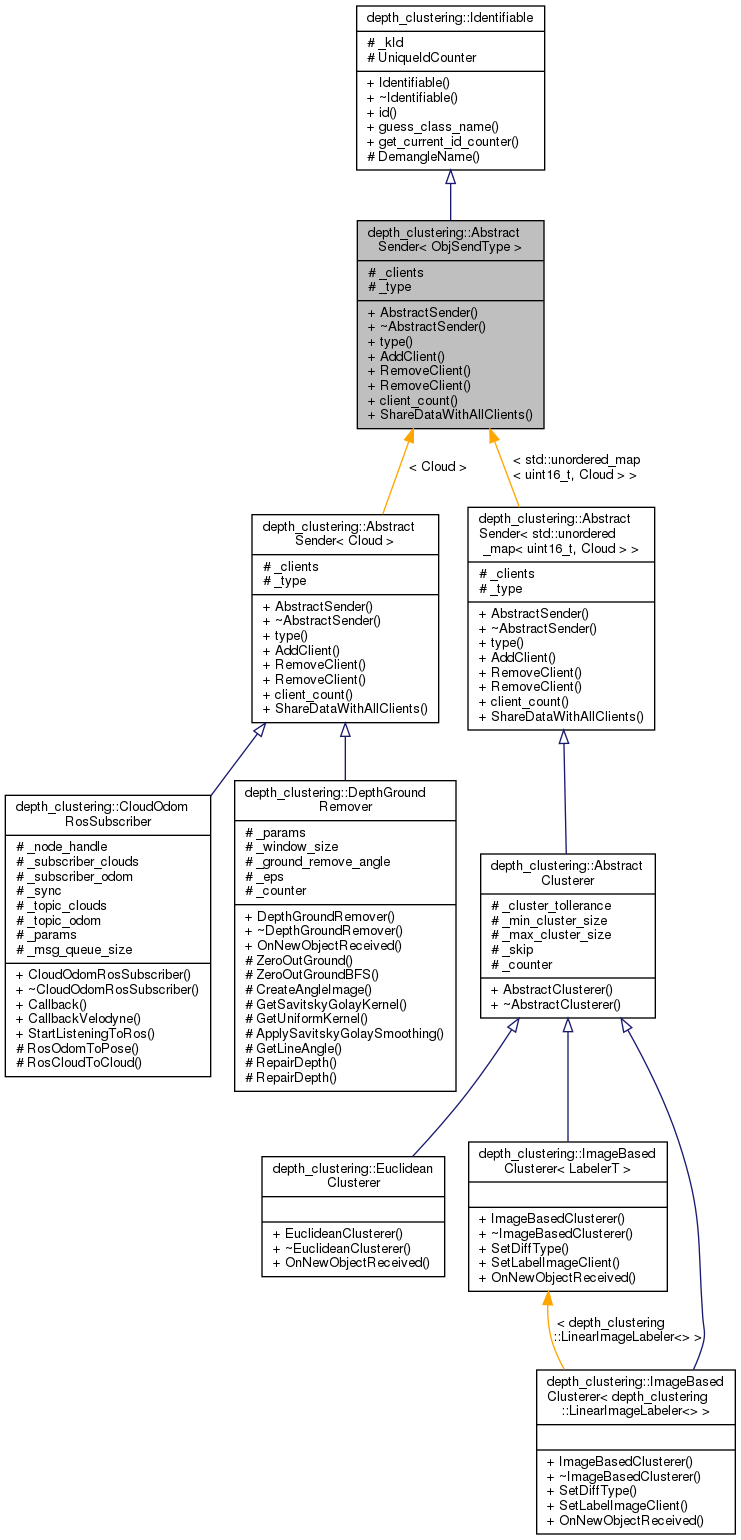 depth_clustering::Identifiable
# _kId
# UniqueIdCounter
+ Identifiable()
+ ~Identifiable()
+ id()
+ guess_class_name()
+ get_current_id_counter()
# DemangleName()
depth_clustering::Abstract
Sender< ObjSendType >
# _clients
# _type
+ AbstractSender()
+ ~AbstractSender()
+ type()
+ AddClient()
+ RemoveClient()
+ RemoveClient()
+ client_count()
+ ShareDataWithAllClients()
< Cloud >
< std::unordered_map
< uint16_t, Cloud > >
depth_clustering::Abstract
Sender< Cloud >
# _clients
# _type
+ AbstractSender()
+ ~AbstractSender()
+ type()
+ AddClient()
+ RemoveClient()
+ RemoveClient()
+ client_count()
+ ShareDataWithAllClients()
depth_clustering::Abstract
Sender< std::unordered
_map< uint16_t, Cloud > >
# _clients
# _type
+ AbstractSender()
+ ~AbstractSender()
+ type()
+ AddClient()
+ RemoveClient()
+ RemoveClient()
+ client_count()
+ ShareDataWithAllClients()
depth_clustering::CloudOdom
RosSubscriber
# _node_handle
# _subscriber_clouds
# _subscriber_odom
# _sync
# _topic_clouds
# _topic_odom
# _params
# _msg_queue_size
+ CloudOdomRosSubscriber()
+ ~CloudOdomRosSubscriber()
+ Callback()
+ CallbackVelodyne()
+ StartListeningToRos()
# RosOdomToPose()
# RosCloudToCloud()
depth_clustering::DepthGround
Remover
# _params
# _window_size
# _ground_remove_angle
# _eps
# _counter
+ DepthGroundRemover()
+ ~DepthGroundRemover()
+ OnNewObjectReceived()
# ZeroOutGround()
# ZeroOutGroundBFS()
# CreateAngleImage()
# GetSavitskyGolayKernel()
# GetUniformKernel()
# ApplySavitskyGolaySmoothing()
# GetLineAngle()
# RepairDepth()
# RepairDepth()
depth_clustering::Abstract
Clusterer
# _cluster_tollerance
# _min_cluster_size
# _max_cluster_size
# _skip
# _counter
+ AbstractClusterer()
+ ~AbstractClusterer()
depth_clustering::Euclidean
Clusterer
+ EuclideanClusterer()
+ ~EuclideanClusterer()
+ OnNewObjectReceived()
depth_clustering::ImageBased
Clusterer< LabelerT >
+ ImageBasedClusterer()
+ ~ImageBasedClusterer()
+ SetDiffType()
+ SetLabelImageClient()
+ OnNewObjectReceived()
< depth_clustering
::LinearImageLabeler<> >
depth_clustering::ImageBased
Clusterer< depth_clustering
::LinearImageLabeler<> >
+ ImageBasedClusterer()
+ ~ImageBasedClusterer()
+ SetDiffType()
+ SetLabelImageClient()
+ OnNewObjectReceived()